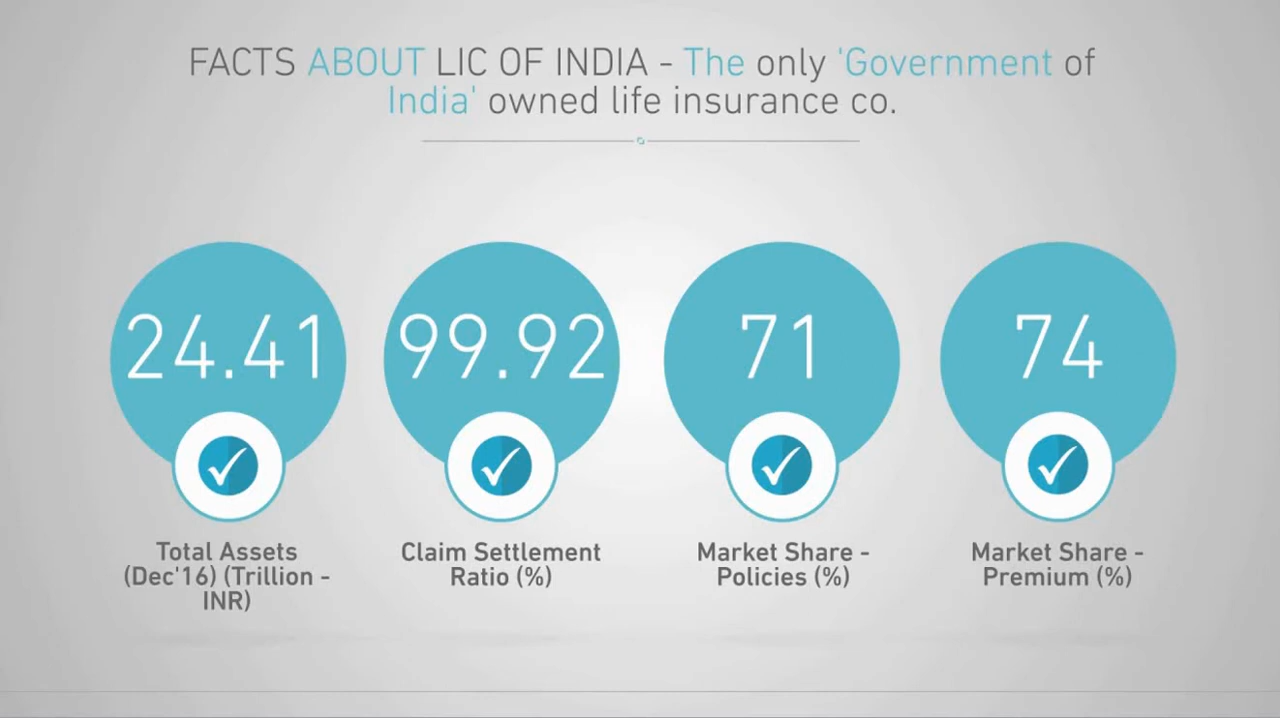 FACTS ABOUT LIC OF INDIA - The only 'Government of
India' owned life insurance co.
24.41
99.92
71
74
Total Assets
(Dec'16) (Trillion -
INR)
Claim Settlement
Ratio (%)
Market Share -
Policies (%)
Market Share -
Premium (%)